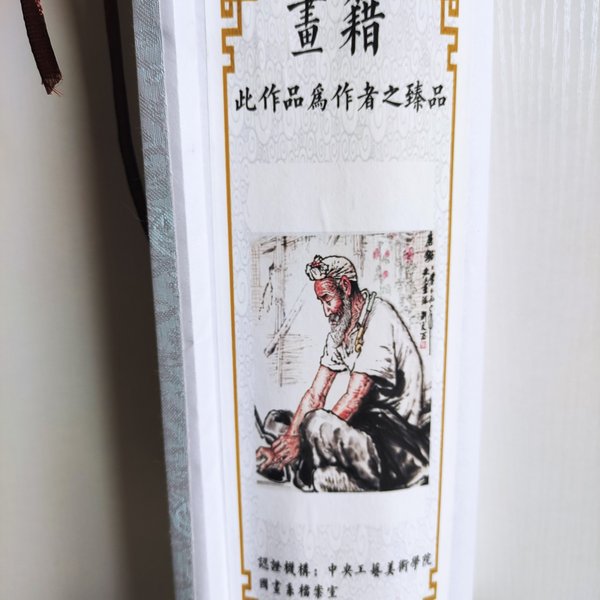 畫籍
此作品爲作者之臻品
認證機構：中央工藝美術學院
國畫系檔案室